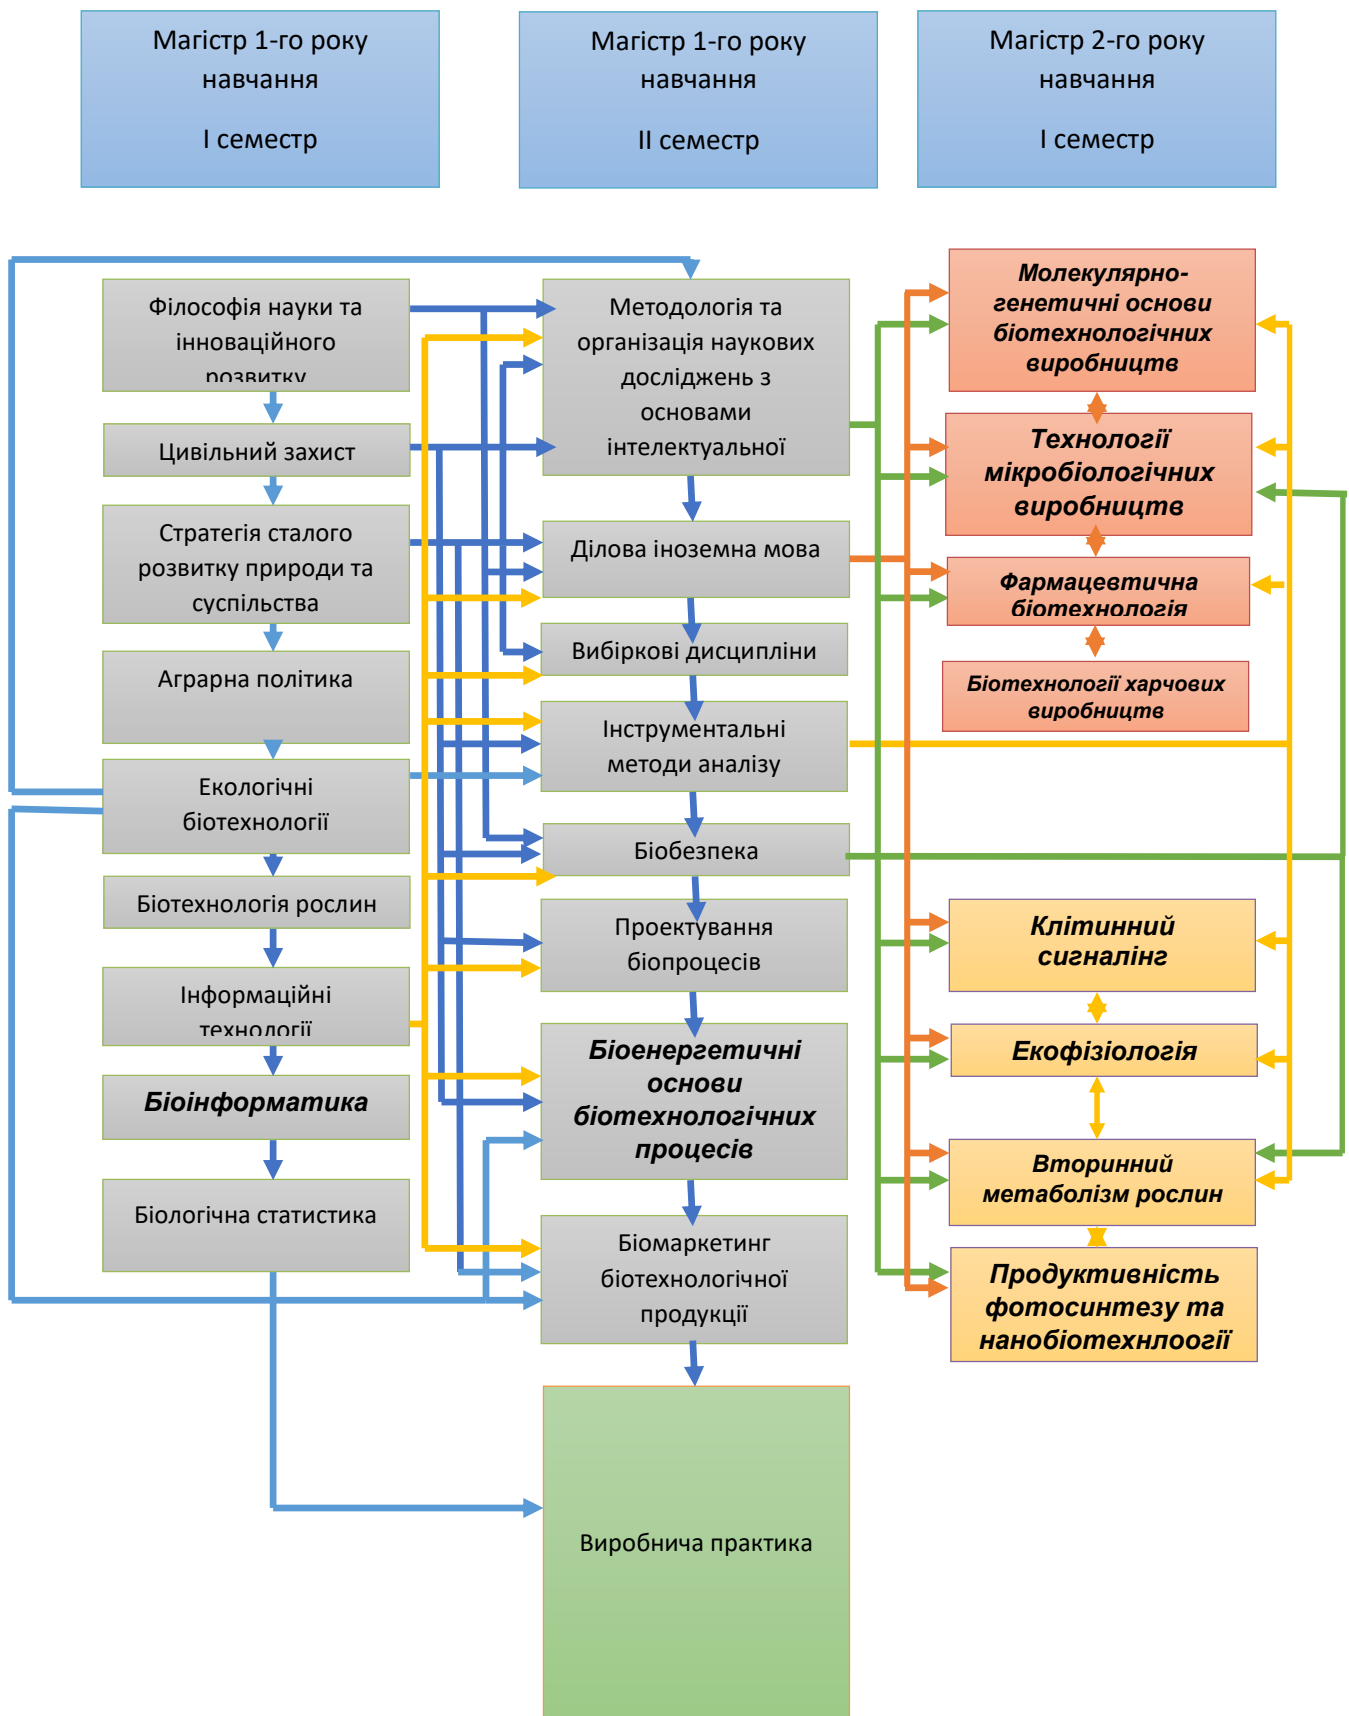 Магістр 1-го року
навчання
І семестр
Магістр 1-го року
навчання
ІІ семестр
Магістр 2-го року
навчання
І семестр
Філософія науки та
інноваційного
розвитку
Цивільний захист
Стратегія сталого
розвитку природи та
суспільства
Аграрна політика
Екологічні
біотехнології
Біотехнологія рослин
Інформаційні
технології
Біоінформатика
Біологічна статистика
Методологія та
організація наукових
досліджень з
основами
інтелектуальної
Ділова іноземна мова
Вибіркові дисципліни
Інструментальні
методи аналізу
Біобезпека
Проектування
біопроцесів
Біоенергетичні
основи
біотехнологічних
процесів
Біомаркетинг
біотехнологічної
продукції
Виробнича практика
Молекулярно-
генетичні основи
біотехнологічних
виробництв
Технології
мікробіологічних
виробництв
Фармацевтична
біотехнологія
Біотехнології харчових
виробництв
Клітинний
сигналінг
Екофізіологія
Вторинний
метаболізм рослин
Продуктивність
фотосинтезу та
нанобіотехнлоогії